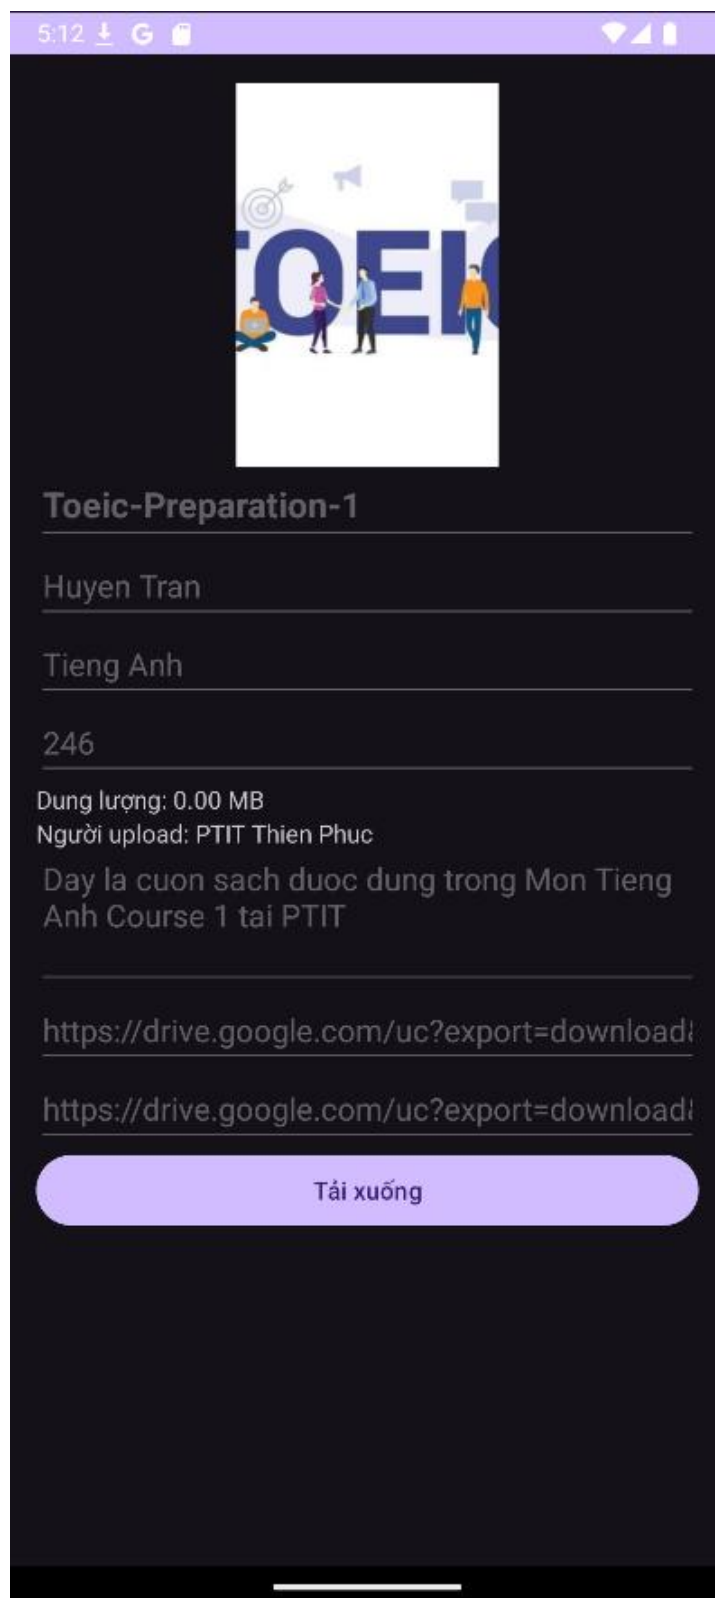 5:12 G
TOEIC
Toeic-Preparation-1
Huyen Tran
Tieng Anh
246
Dung lượng: 0.00 MB
Người upload: PTIT Thien Phuc
Day la cuon sach duoc dung trong Mon Tieng
Anh Course 1 tai PTIT
https://drive.google.com/uc?export=download&
https://drive.google.com/uc?export=download&
Tải xuống